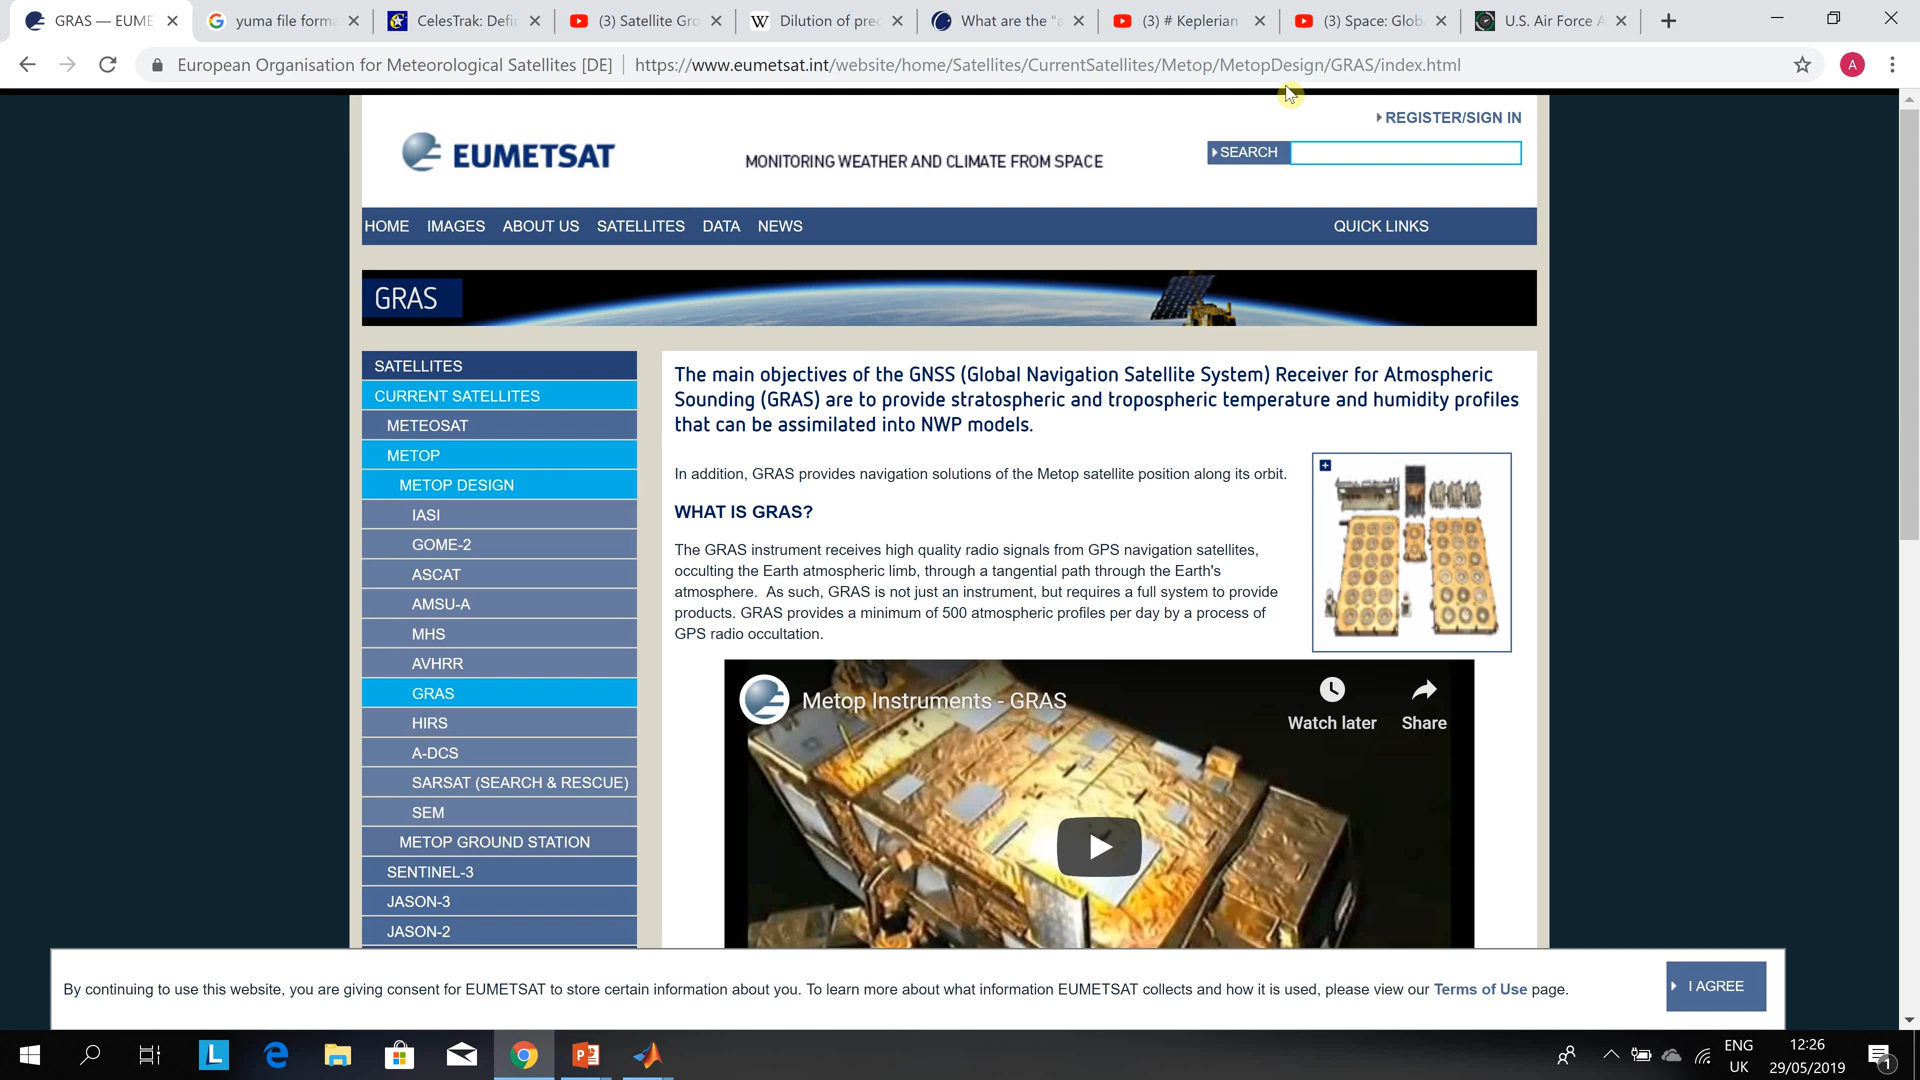 GRAS — EUME
yuma file forma
CelesTrak: Defin
(3) Satellite Gro
W Dilution of prec
What are the "a
(3) # Keplerian
(3) Space: Glob
U.S. Air Force A
European Organisation for Meteorological Satellites [DE] https://www.eumetsat.int/website/home/Satellites/CurrentSatellites/Metop/MetopDesign/GRAS/index.html
A
REGISTER/SIGN IN
EUMETSAT
MONITORING WEATHER AND CLIMATE FROM SPACE
SEARCH
HOME IMAGES ABOUT US SATELLITES DATA NEWS QUICK LINKS
GRAS
SATELLITES
CURRENT SATELLITES
METEOSAT
METOP
METOP DESIGN
IASI
GOME-2
ASCAT
AMSU-A
MHS
AVHRR
GRAS
HIRS
A-DCS
SARSAT (SEARCH & RESCUE)
SEM
METOP GROUND STATION
SENTINEL-3
JASON-3
JASON-2
The main objectives of the GNSS (Global Navigation Satellite System) Receiver for Atmospheric
Sounding (GRAS) are to provide stratospheric and tropospheric temperature and humidity profiles
that can be assimilated into NWP models.
In addition, GRAS provides navigation solutions of the Metop satellite position along its orbit.
WHAT IS GRAS?
The GRAS instrument receives high quality radio signals from GPS navigation satellites,
occulting the Earth atmospheric limb, through a tangential path through the Earth's
atmosphere. As such, GRAS is not just an instrument, but requires a full system to provide
products. GRAS provides a minimum of 500 atmospheric profiles per day by a process of
GPS radio occultation.
Metop Instruments - GRAS
Watch later
Share
By continuing to use this website, you are giving consent for EUMETSAT to store certain information about you. To learn more about what information EUMETSAT collects and how it is used, please view our Terms of Use page.
I AGREE
L
ENG
UK
12:26
29/05/2019
1